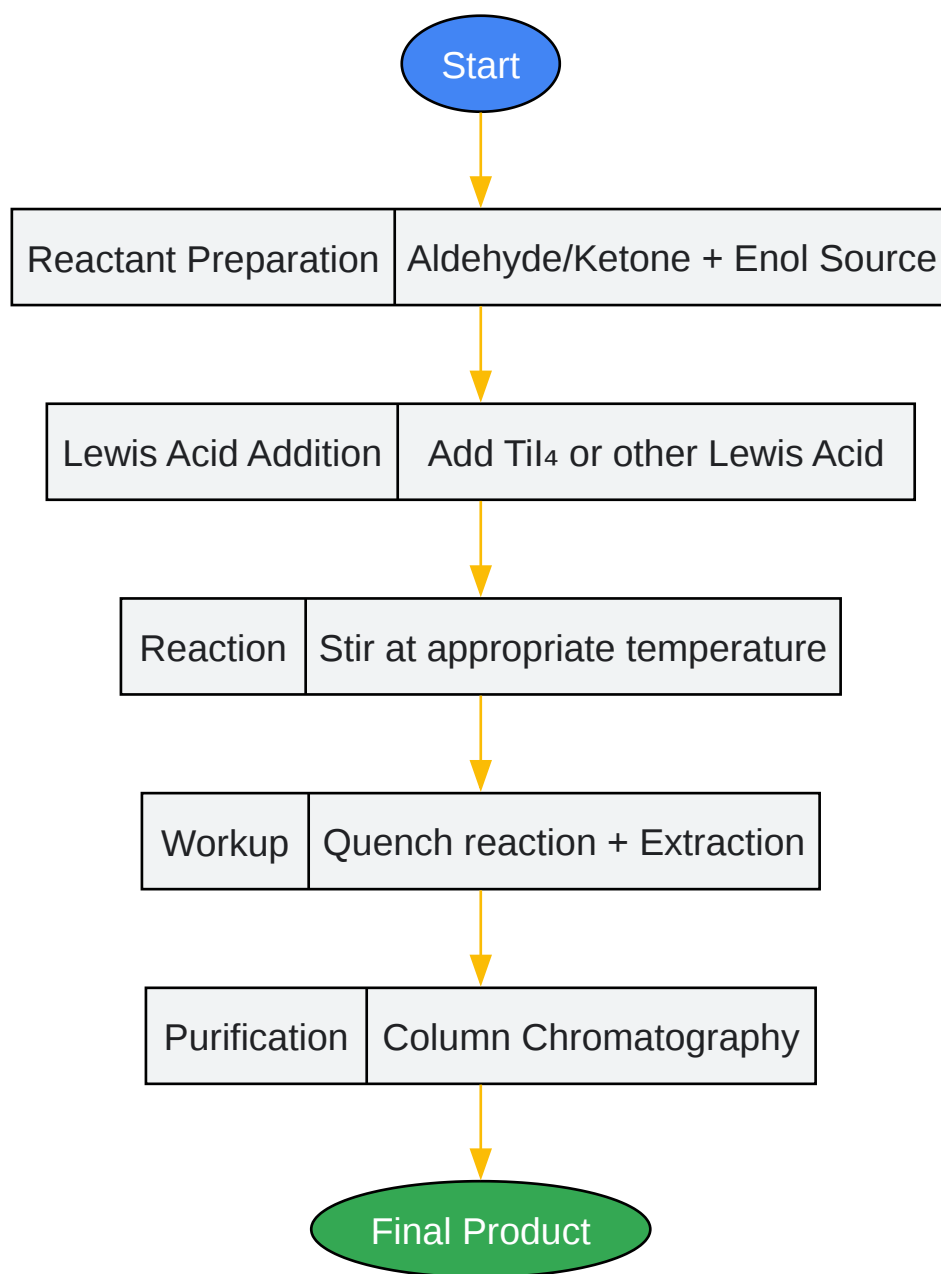 Start
Reactant Preparation Aldehyde/Ketone + Enol Source
Lewis Acid Addition Add TiI₄ or other Lewis Acid
Reaction Stir at appropriate temperature
Workup Quench reaction + Extraction
Purification Column Chromatography
Final Product